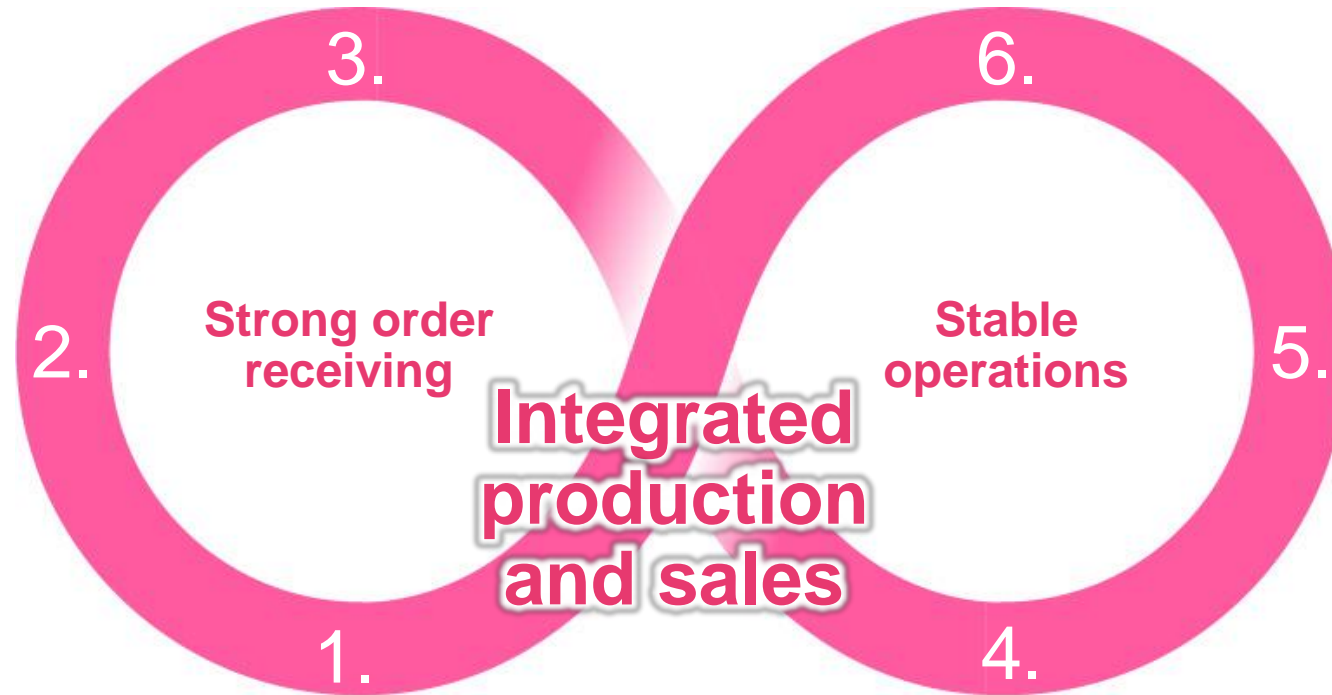 3.
6.
2.
Strong order
receiving
Stable
operations
5.
Integrated
production
and sales
1.
4.